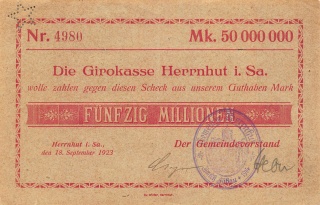 Nr. 4980 Mk. 50 000 000
Die Girokasse Herrnhut i. Sa.
wolle zahlen gegen diesen Scheck aus unserem Guthaben Mark
FÜNFZIG MILLIONEN
Herrnhut i. Sa.,
den 18. September 1923
Der Gemeindevorstand